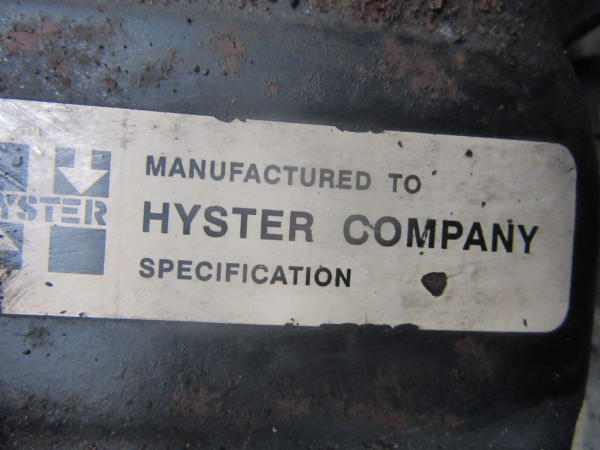 YSTER
MANUFACTURED TO
HYSTER COMPANY
SPECIFICATION